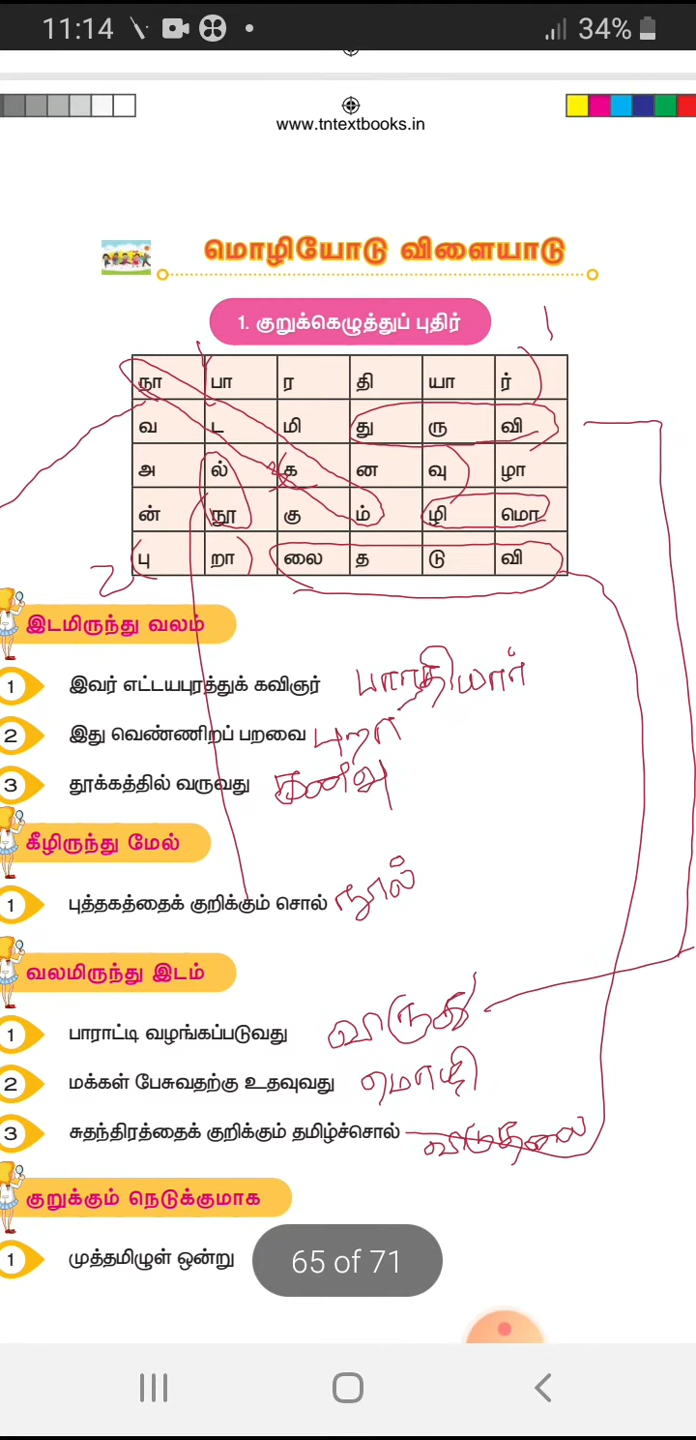 11:14
34%
www.tntextbooks.in
மொழியோடு விளையாடு
1. குறுக்கெழுத்துப் புதிர்
1
நா பா ர தி யா ர்
வ ட மி து ரு வி
அ ல் க ன வு ழா
ன் நூ கு ம் ழி மொ
பு றா லை த டு வி
2
இடமிருந்து வலம்
1 இவர் எட்டயபுரத்துக் கவிஞர் பாரதியார்
2 இது வெண்ணிறப் பறவை புறா
3 தூக்கத்தில் வருவது கனவு
கீழிருந்து மேல்
1 புத்தகத்தைக் குறிக்கும் சொல் நூல்
வலமிருந்து இடம்
1 பாராட்டி வழங்கப்படுவது
2 மக்கள் பேசுவதற்கு உதவுவது மொழி
3 சுதந்திரத்தைக் குறிக்கும் தமிழ்ச்சொல் விடுதலை
குறுக்கும் நெடுக்குமாக
1 முத்தமிழுள் ஒன்று
65 of 71